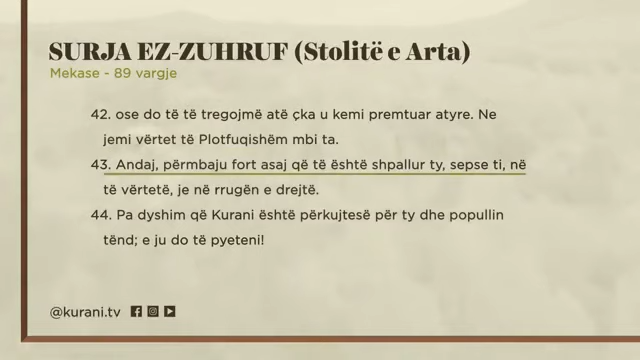 SURJA EZ-ZUHRUF (Stolitë e Arta)
Mekase - 89 vargje
42. ose do të të tregojmë atë çka u kemi premtuar atyre. Ne
jemi vërtet të Plotfuqishëm mbi ta.
43. Andaj, përmbaju fort asaj që të është shpallur ty, sepse ti, në
të vërtetë, je në rrugën e drejtë.
44. Pa dyshim që Kurani është përkujtesë për ty dhe popullin
tënd; e ju do të pyeteni!
@kurani.tv